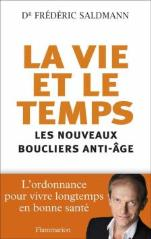 Dr FRÉDÉRIC SALDMANN
LA VIE
ET LE
TEMPS
LES NOUVEAUX
BOUCLIERS ANTI-ÂGE
L'ordonnance
pour vivre longtemps
en bonne santé
Flammarion